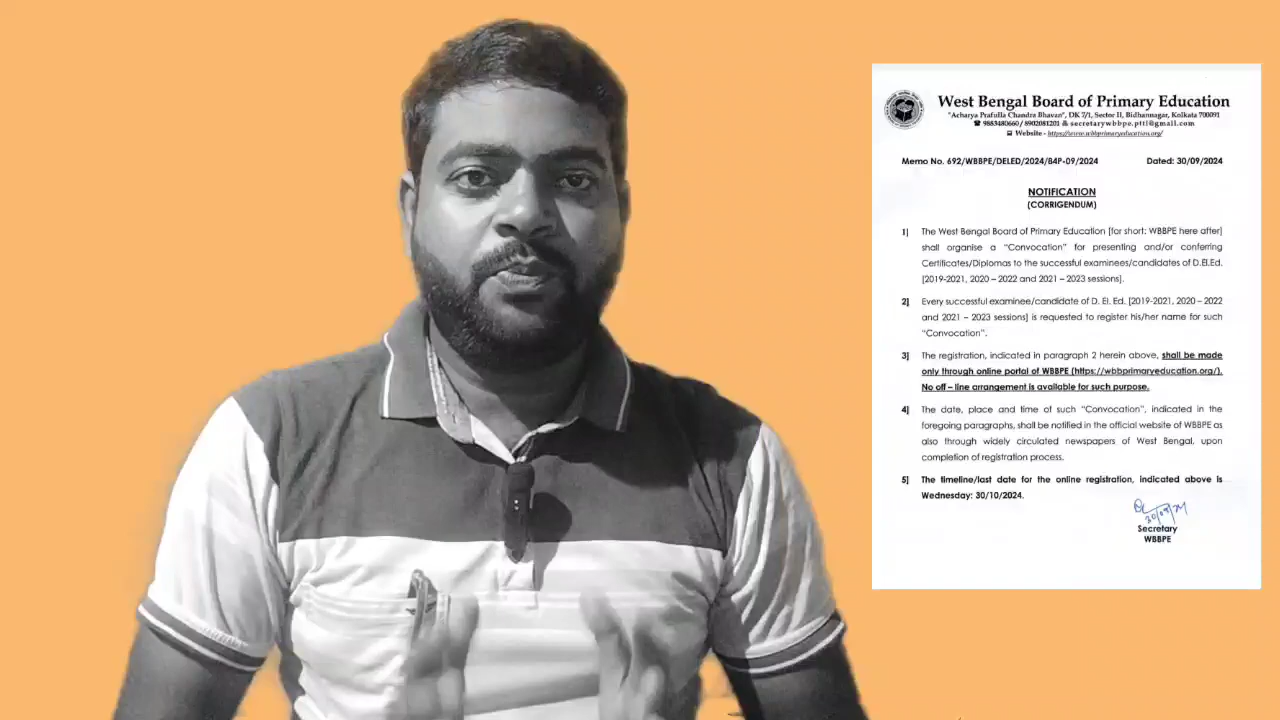 West Bengal Board of Primary Education
"Acharya Prafulla Chandra Bhavan", DK 7/1, Sector II, Bidhannagar, Kolkata 700091
☎ 9883480660 / 8902081201 secretarywbbpe.pttl@gmail.com
Website - https://www.wbbprimaryeducation.org/
Memo No. 692/WBBPE/DELED/2024/84P-09/2024 Dated: 30/09/2024
NOTIFICATION
(CORRIGENDUM)
1] The West Bengal Board of Primary Education [for short: WBBPE here after]
shall organise a "Convocation" for presenting and/or conferring
Certificates/Diplomas to the successful examinees/candidates of D.El.Ed.
[2019-2021, 2020 – 2022 and 2021 – 2023 sessions].
2] Every successful examinee/candidate of D. El. Ed. [2019-2021, 2020 – 2022
and 2021 – 2023 sessions] is requested to register his/her name for such
"Convocation".
3] The registration, indicated in paragraph 2 herein above, shall be made
only through online portal of WBBPE (https://wbbprimaryeducation.org/).
No off – line arrangement is available for such purpose.
4] The date, place and time of such "Convocation", indicated in the
foregoing paragraphs, shall be notified in the official website of WBBPE as
also through widely circulated newspapers of West Bengal, upon
completion of registration process.
5] The timeline/last date for the online registration, indicated above is
Wednesday: 30/10/2024.
30/09/24
Secretary
WBBPE